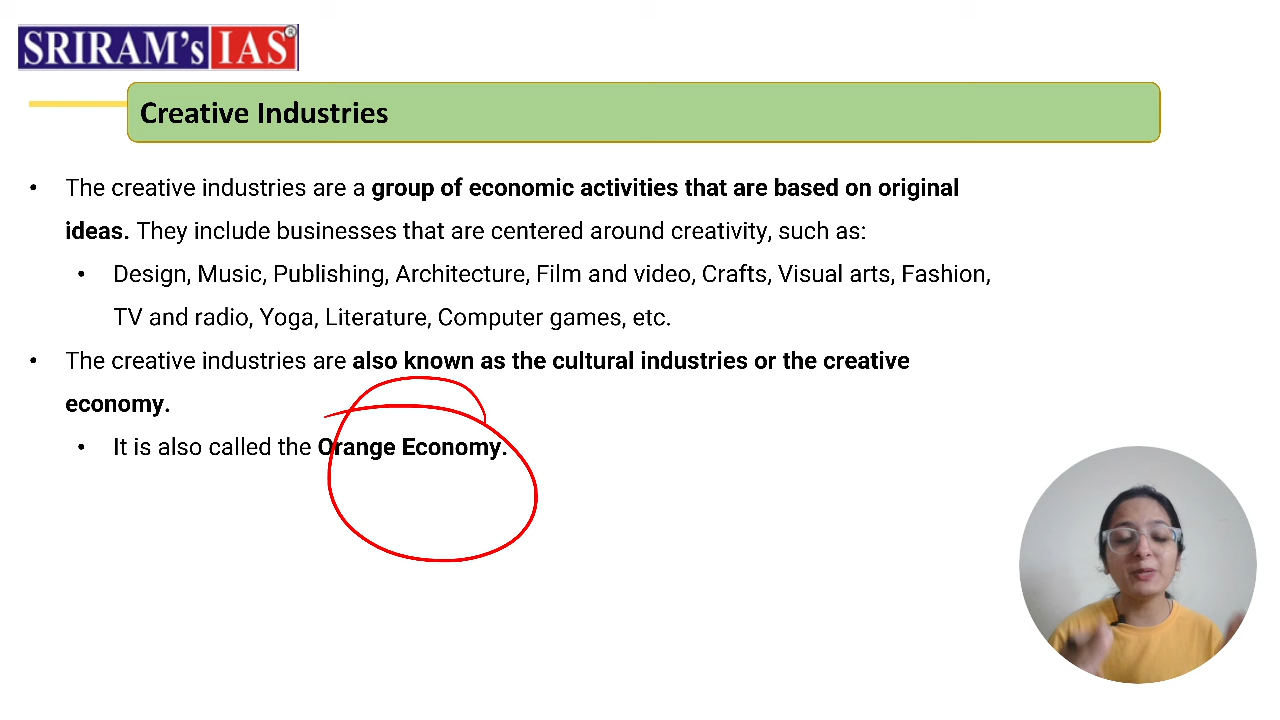 SRIRAM's IAS®
Creative Industries
• The creative industries are a group of economic activities that are based on original
ideas. They include businesses that are centered around creativity, such as:
• Design, Music, Publishing, Architecture, Film and video, Crafts, Visual arts, Fashion,
TV and radio, Yoga, Literature, Computer games, etc.
• The creative industries are also known as the cultural industries or the creative
economy.
• It is also called the Orange Economy.